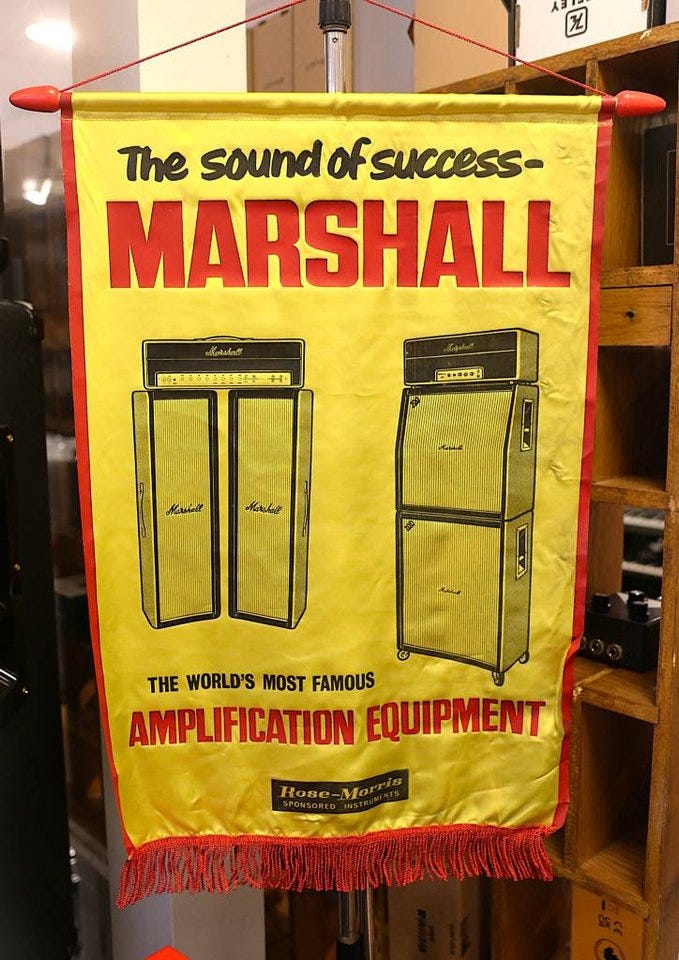 The sound of success-
MARSHALL
Marshall
Marshall
Marshall
Marshall
Marshall
Marshall
THE WORLD'S MOST FAMOUS
AMPLIFICATION EQUIPMENT
Rose-Morris
SPONSORED INSTRUMENTS